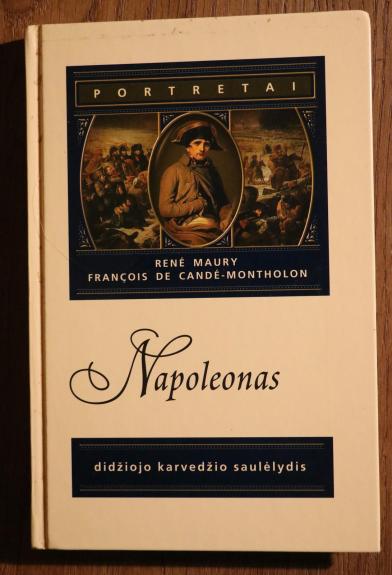 PORTRETAI
RENÉ MAURY
FRANÇOIS DE CANDÉ-MONTHOLON
Napoleonas
didžiojo karvedžio saulėlydis